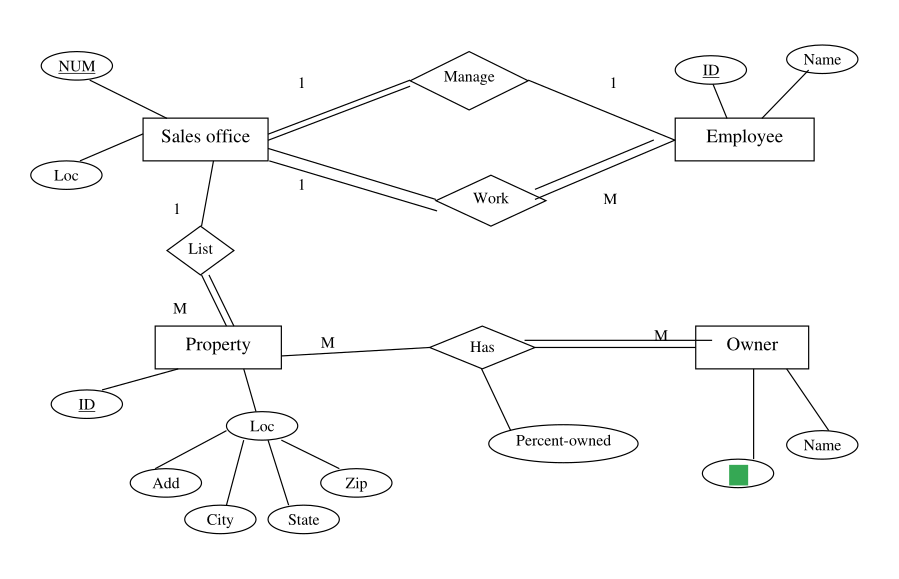 NUM
ID
Name
1
Manage
1
Sales office
Employee
Loc
1
Work
M
1
List
M
Property
M
Has
M
Owner
ID
Loc
Percent-owned
Name
Add
Zip
City
State